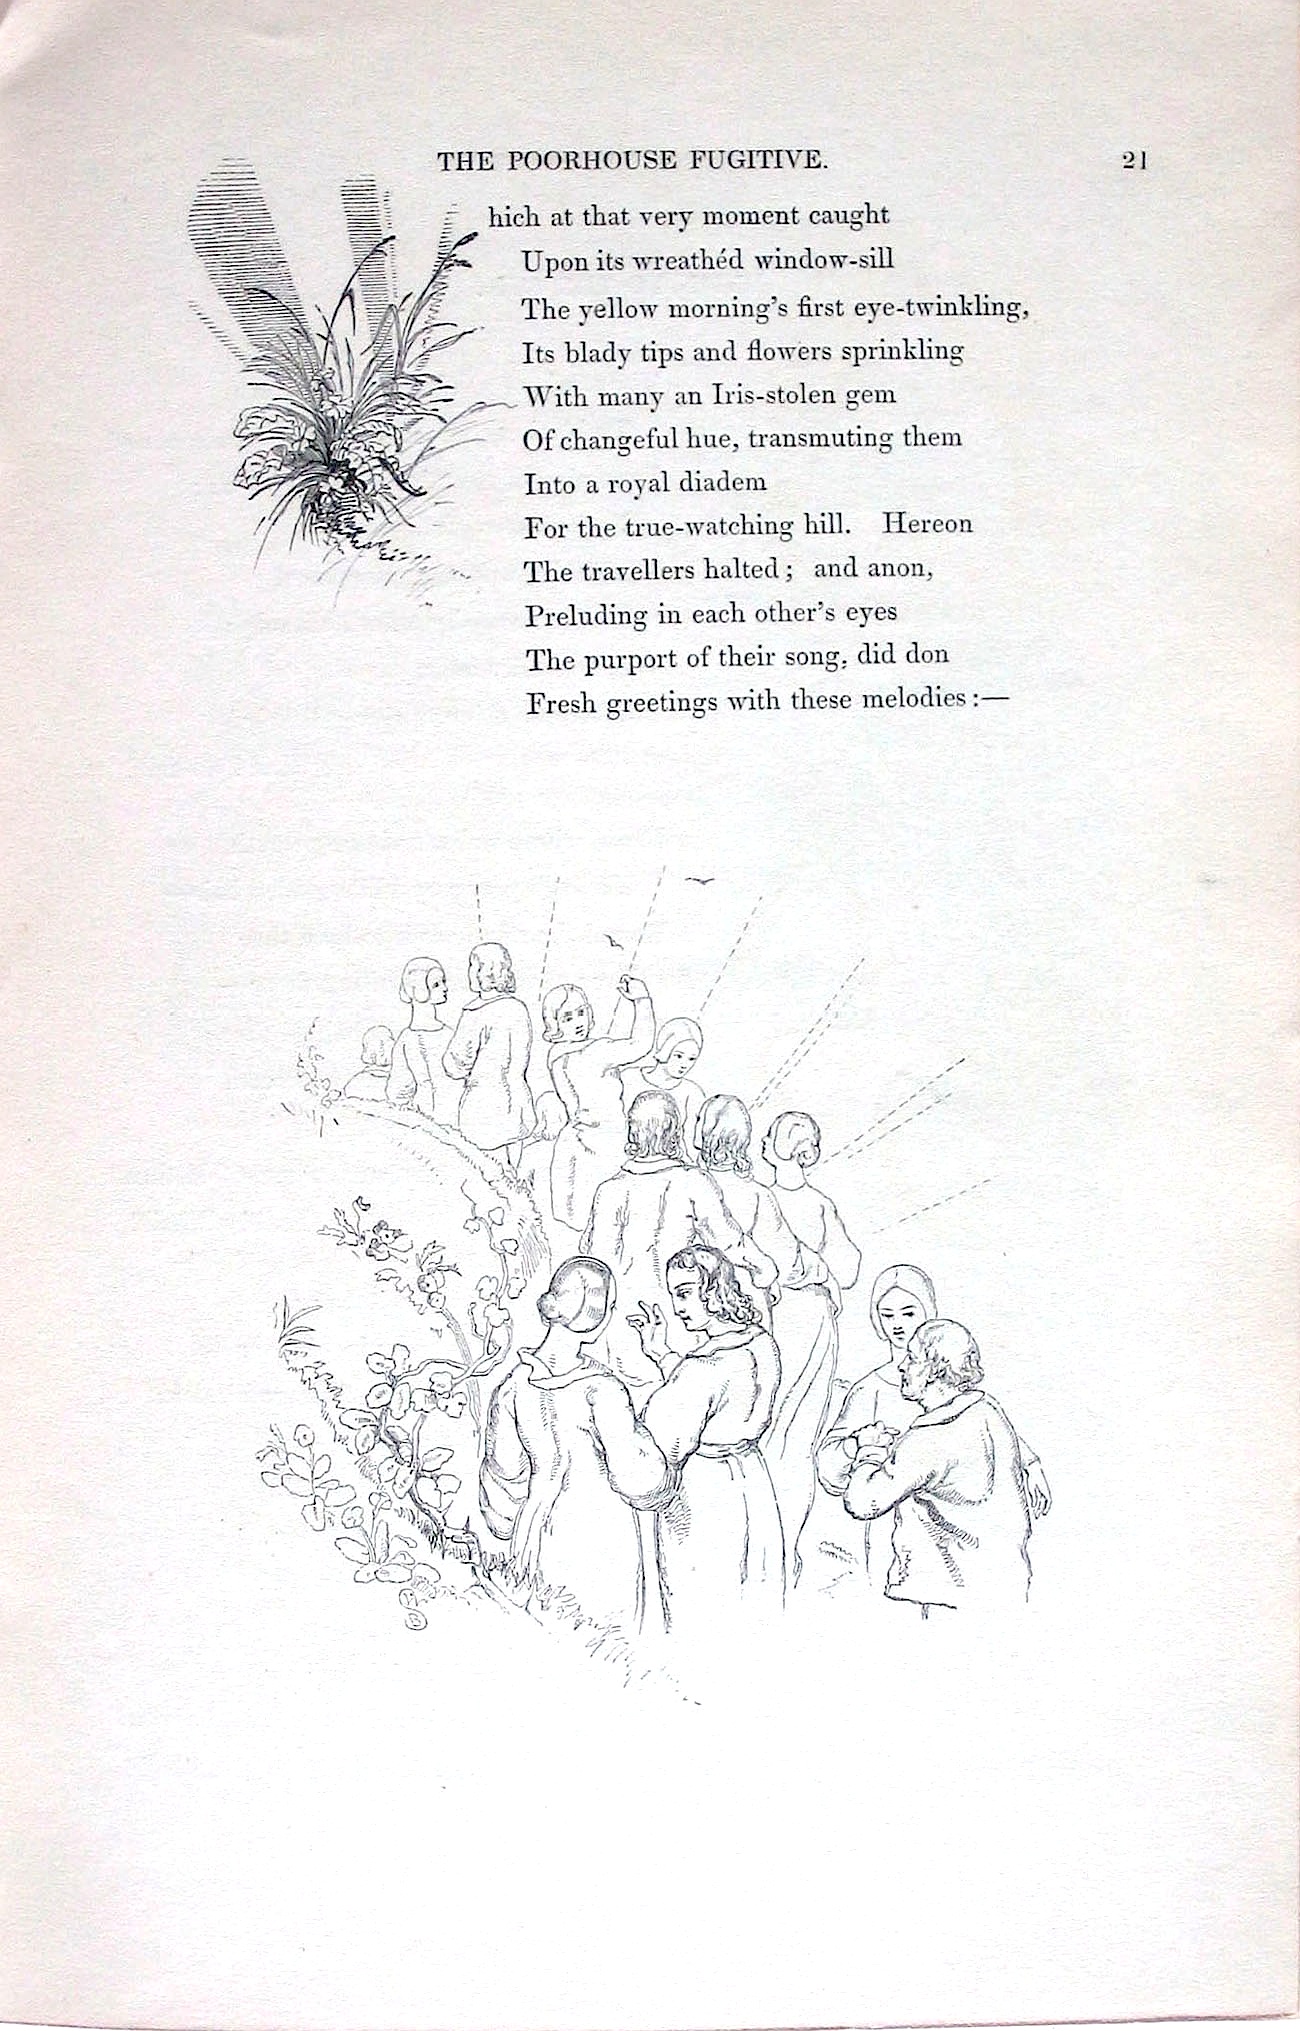 THE POORHOUSE FUGITIVE. 21
Which at that very moment caught
Upon its wreathéd window-sill
The yellow morning's first eye-twinkling,
Its blady tips and flowers sprinkling
With many an Iris-stolen gem
Of changeful hue, transmuting them
Into a royal diadem
For the true-watching hill. Hereon
The travellers halted; and anon,
Preluding in each other's eyes
The purport of their song, did don
Fresh greetings with these melodies:—